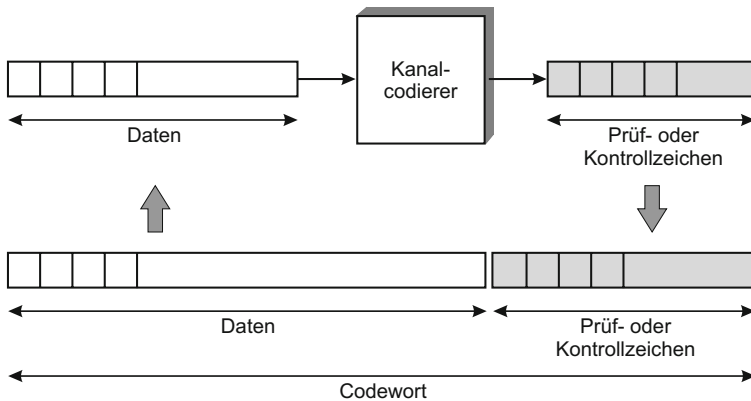 Kanal-
codierer
Daten
Prüf- oder
Kontrollzeichen
Daten
Prüf- oder
Kontrollzeichen
Codewort